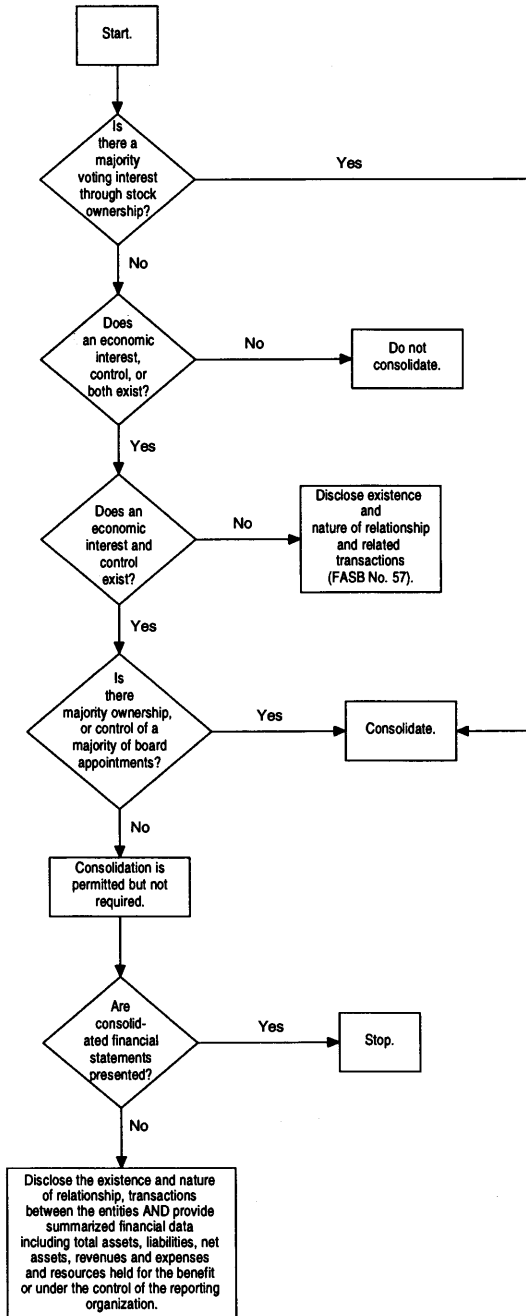 Start.
Is
there a
majority
voting interest
through stock
ownership?
Yes
No
Does
an economic
interest,
control, or
both exist?
No
Do not
consolidate.
Yes
Does an
economic
interest and
control
exist?
No
Disclose existence
and
nature of relationship
and related
transactions
(FASB No. 57).
Yes
Is
there
majority ownership,
or control of a
majority of board
appointments?
Yes
Consolidate.
No
Consolidation is
permitted but not
required.
Are
consolid-
ated financial
statements
presented?
Yes
Stop.
No
Disclose the existence and nature
of relationship, transactions
between the entities AND provide
summarized financial data
including total assets, liabilities, net
assets, revenues and expenses
and resources held for the benefit
or under the control of the reporting
organization.